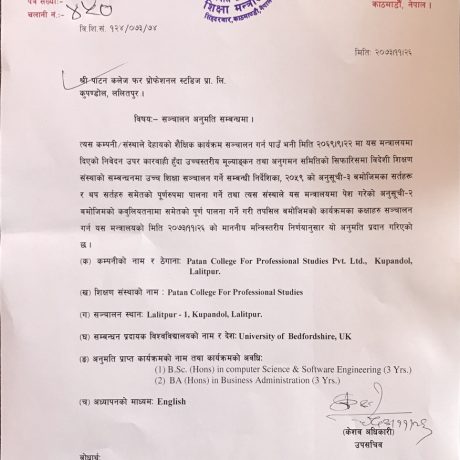 पत्र संख्याः-
चलानी नं.:- ४४०
शिक्षा मन्त्रालय
सिंहदरबार, काठमाडौं, नेपाल
काठमाडौं, नेपाल ।
वि.शि.सं. १२४/०७३/७४
मितिः २०७३/११/२६
श्री पाटन कलेज फर प्रोफेशनल स्टडिज प्रा. लि.
कुपण्डोल, ललितपुर ।
विषयः- सञ्चालन अनुमति सम्बन्धमा ।
त्यस कम्पनी/संस्थाले देहायको शैक्षिक कार्यक्रम सञ्चालन गर्न पाउँ भनी मिति २०६९/९/२२ मा यस मन्त्रालयमा
दिएको निवेदन उपर कारवाही हुँदा उच्चस्तरीय मूल्याङ्कन तथा अनुगमन समितिको सिफारिसमा विदेशी शिक्षण
संस्थाको सम्बन्धनमा उच्च शिक्षा सञ्चालन गर्ने सम्बन्धी निर्देशिका, २०५९ को अनुसूची-३ बमोजिमका सर्तहरू
र थप सर्तहरु समेतको पूर्णरुपमा पालना गर्ने तथा त्यस संस्थाले यस मन्त्रालयमा पेश गरेको अनुसूची-२
बमोजिमको कबुलियतनामा समेतको पूर्ण पालना गर्ने गरी तपसिल बमोजिमको कार्यक्रमका कक्षाहरु सञ्चालन
गर्न यस मन्त्रालयको मिति २०७३/११/२६ को माननीय मन्त्रिस्तरीय निर्णयानुसार यो अनुमति प्रदान गरिएको
छ ।
(क) कम्पनीको नाम र ठेगानाः Patan College For Professional Studies Pvt. Ltd., Kupandol,
Lalitpur.
(ख) शिक्षण संस्थाको नाम : Patan College For Professional Studies
(ग) सञ्चालन स्थानः Lalitpur - 1, Kupandol, Lalitpur.
(घ) सम्बन्धन प्रदायक विश्वविद्यालयको नाम र देशः University of Bedfordshire, UK
(ङ) अनुमति प्राप्त कार्यक्रमको नाम तथा कार्यक्रमको अवधिः
(1) B.Sc. (Hons) in computer Science & Software Engineering (3 Yrs.)
(2) BA (Hons) in Business Administration (3 Yrs.)
(च) अध्यापनको माध्यमः English
(केशव अधिकारी)
उपसचिव
बोधार्थः